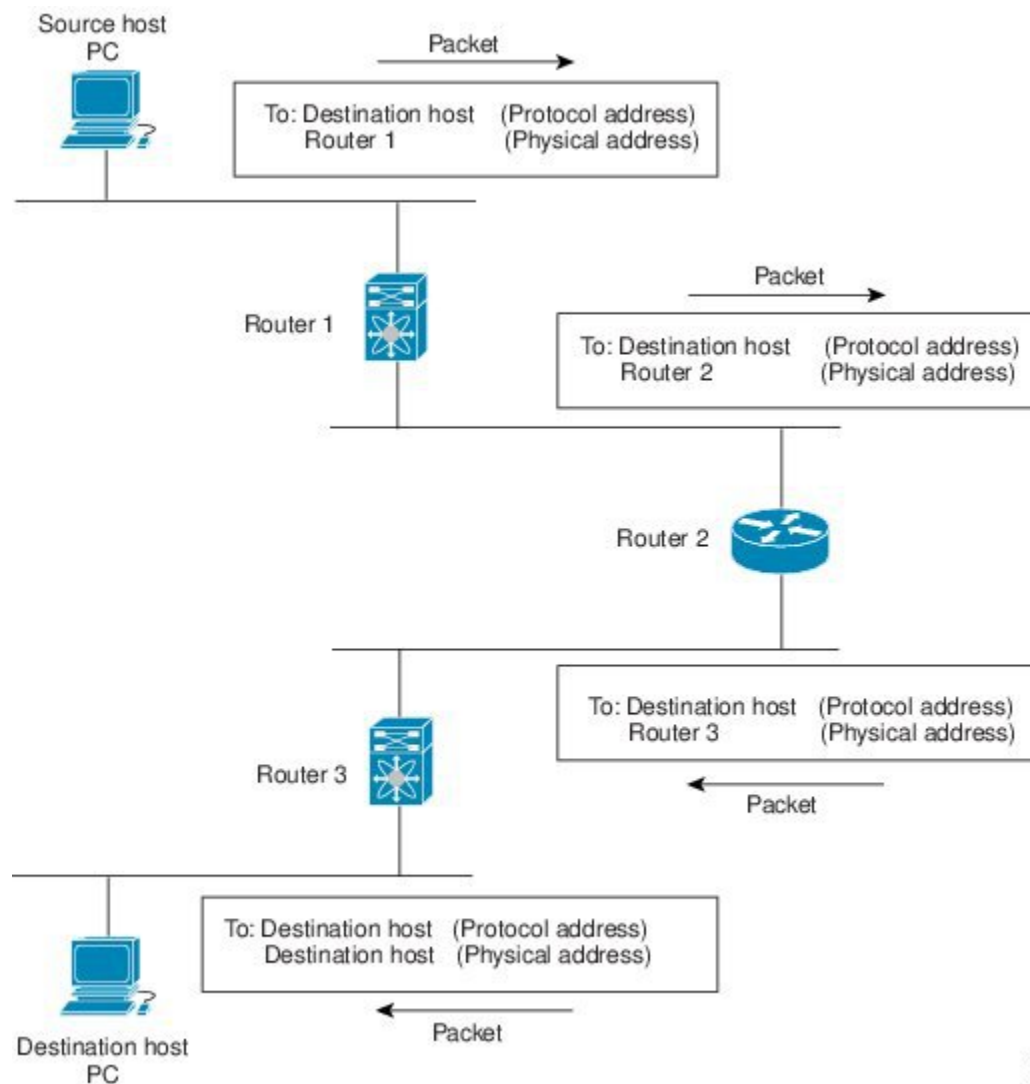 Source host
PC
Packet
To: Destination host (Protocol address)
Router 1 (Physical address)
Router 1
Packet
To: Destination host (Protocol address)
Router 2 (Physical address)
Router 2
To: Destination host (Protocol address)
Router 3 (Physical address)
Router 3
Packet
To: Destination host (Protocol address)
Destination host (Physical address)
Packet
Destination host
PC